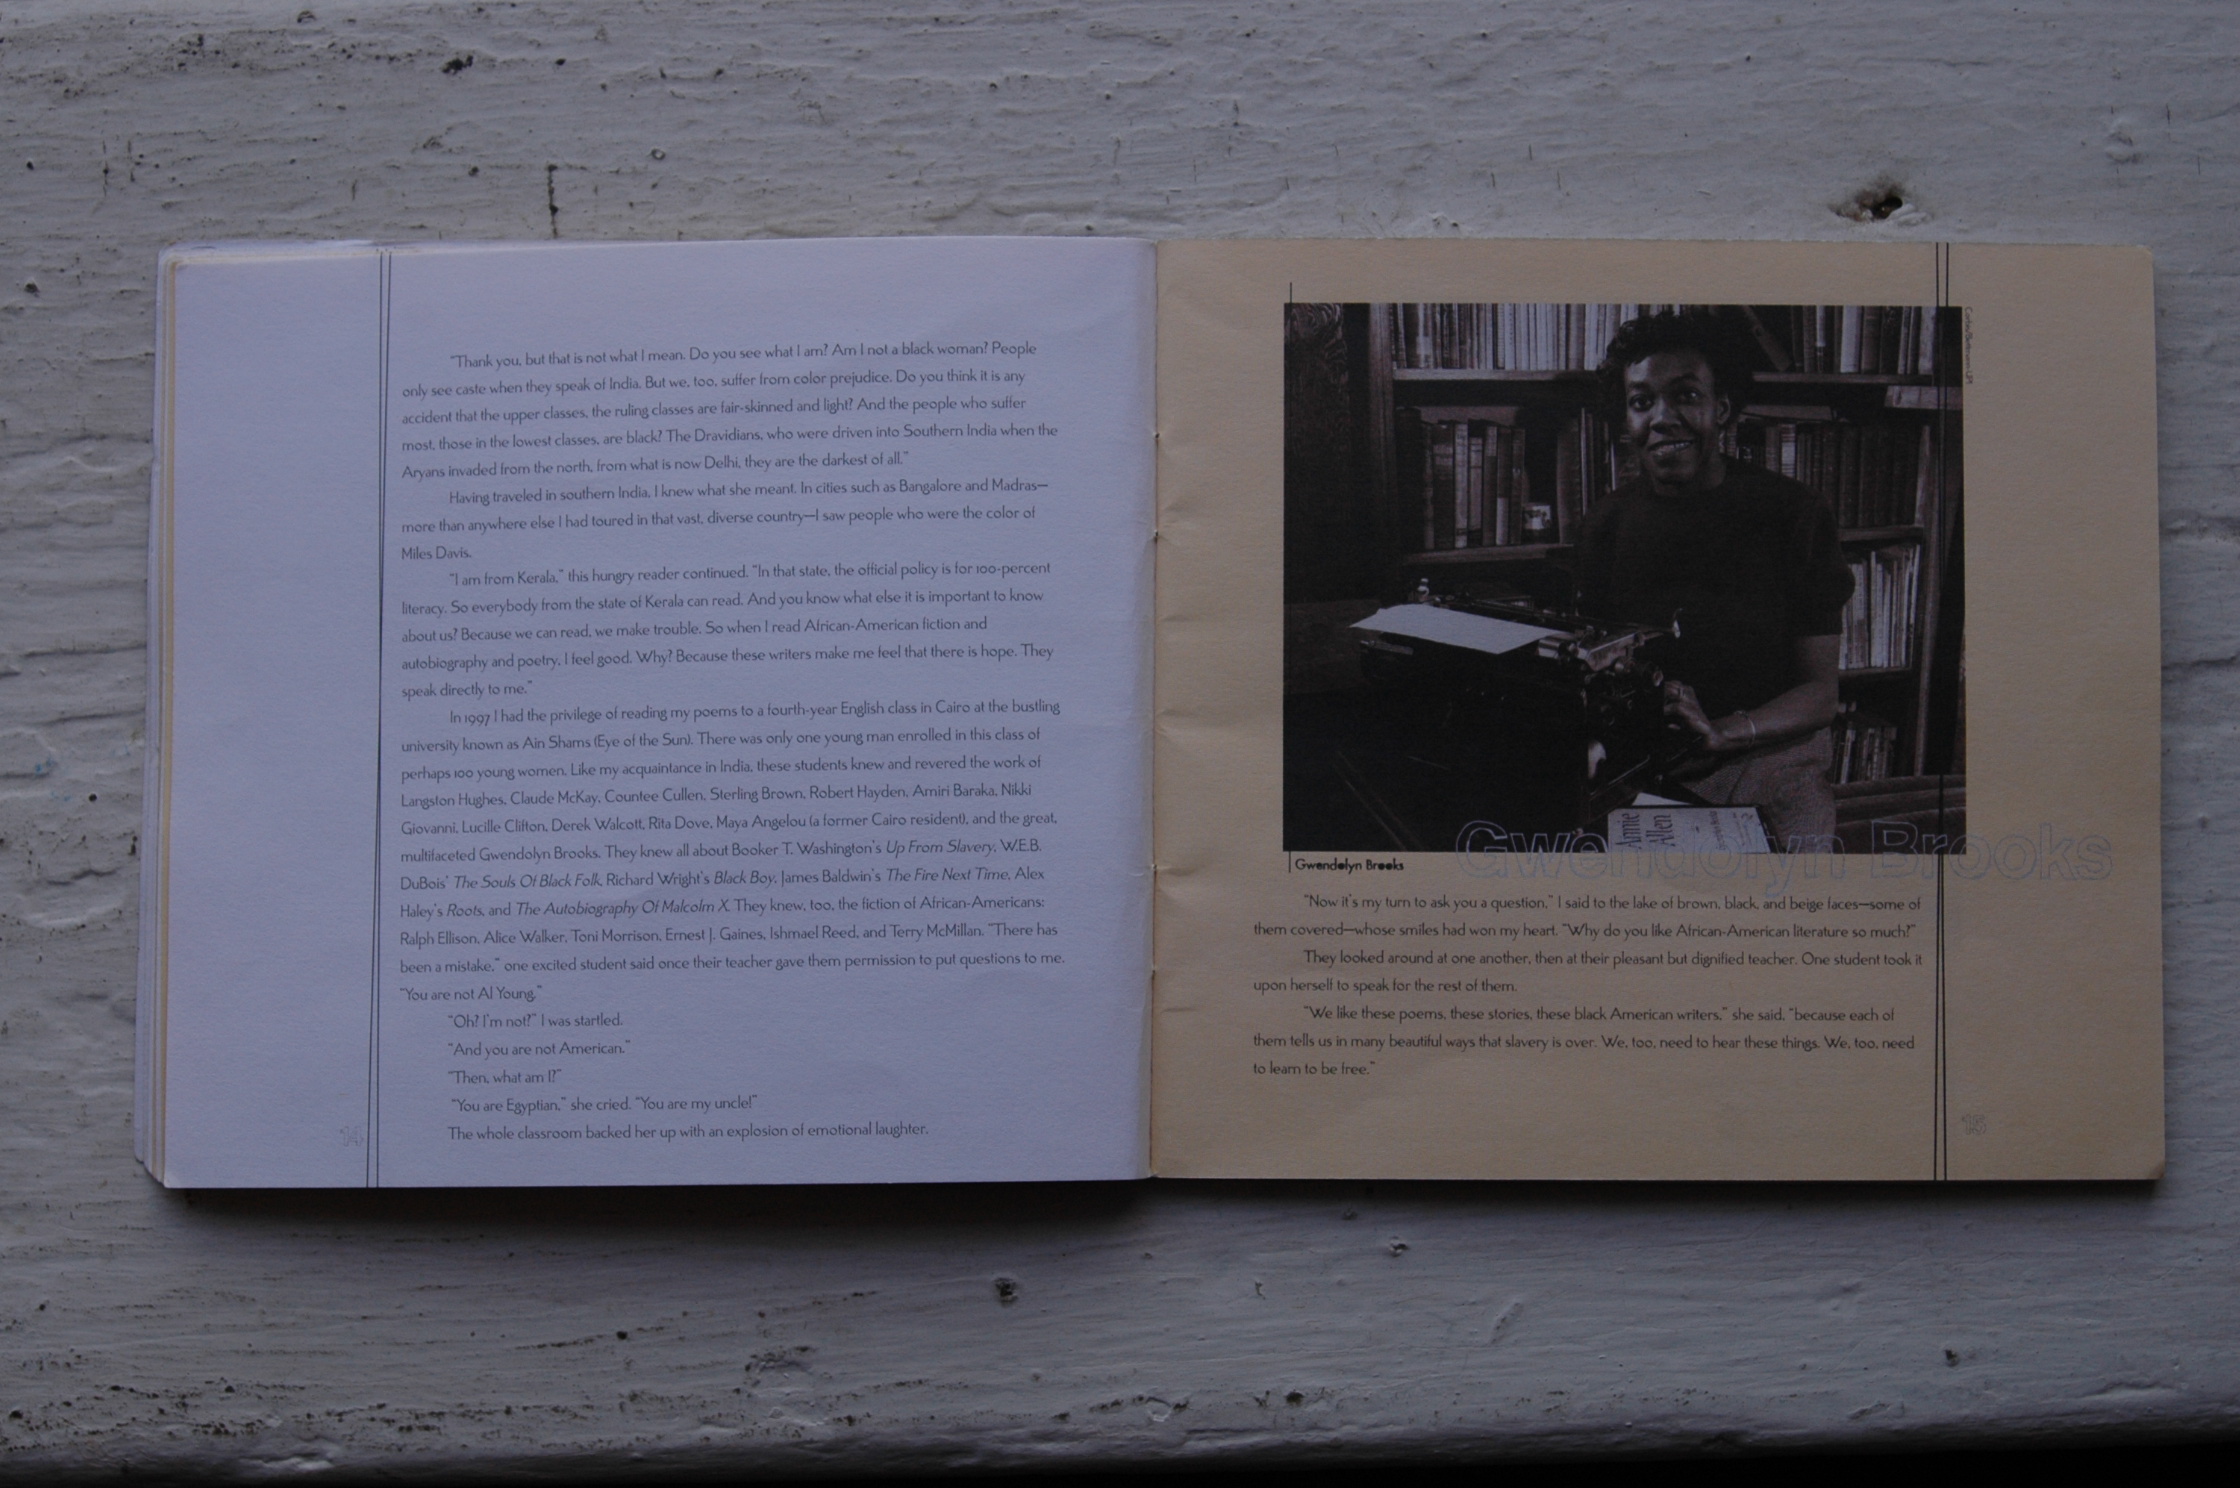 "Thank you, but that is not what I mean. Do you see what I am? Am I not a black woman? People
only see caste when they speak of India. But we, too, suffer from color prejudice. Do you think it is any
accident that the upper classes, the ruling classes are fair-skinned and light? And the people who suffer
most, those in the lowest classes, are black? The Dravidians, who were driven into Southern India when the
Aryans invaded from the north, from what is now Delhi, they are the darkest of all."
Having traveled in southern India, I knew what she meant. In cities such as Bangalore and Madras—
more than anywhere else I had toured in that vast, diverse country—I saw people who were the color of
Miles Davis.
"I am from Kerala," this hungry reader continued. "In that state, the official policy is for 100-percent
literacy. So everybody from the state of Kerala can read. And you know what else it is important to know
about us? Because we can read, we make trouble. So when I read African-American fiction and
autobiography and poetry, I feel good. Why? Because these writers make me feel that there is hope. They
speak directly to me."
In 1997 I had the privilege of reading my poems to a fourth-year English class in Cairo at the bustling
university known as Ain Shams (Eye of the Sun). There was only one young man enrolled in this class of
perhaps 100 young women. Like my acquaintance in India, these students knew and revered the work of
Langston Hughes, Claude McKay, Countee Cullen, Sterling Brown, Robert Hayden, Amiri Baraka, Nikki
Giovanni, Lucille Clifton, Derek Walcott, Rita Dove, Maya Angelou (a former Cairo resident), and the great,
multifaceted Gwendolyn Brooks. They knew all about Booker T. Washington's Up From Slavery, W.E.B.
DuBois' The Souls Of Black Folk, Richard Wright's Black Boy, James Baldwin's The Fire Next Time, Alex
Haley's Roots, and The Autobiography Of Malcolm X. They knew, too, the fiction of African-Americans:
Ralph Ellison, Alice Walker, Toni Morrison, Ernest J. Gaines, Ishmael Reed, and Terry McMillan. "There has
been a mistake," one excited student said once their teacher gave them permission to put questions to me.
"You are not Al Young."
"Oh? I'm not?" I was startled.
"And you are not American."
"Then, what am I?"
"You are Egyptian," she cried. "You are my uncle!"
The whole classroom backed her up with an explosion of emotional laughter.
14
Annie
Allen
Gwendolyn Brooks
Gwendolyn Brooks
"Now it's my turn to ask you a question," I said to the lake of brown, black, and beige faces—some of
them covered—whose smiles had won my heart. "Why do you like African-American literature so much?"
They looked around at one another, then at their pleasant but dignified teacher. One student took it
upon herself to speak for the rest of them.
"We like these poems, these stories, these black American writers," she said, "because each of
them tells us in many beautiful ways that slavery is over. We, too, need to hear these things. We, too, need
to learn to be free."
15